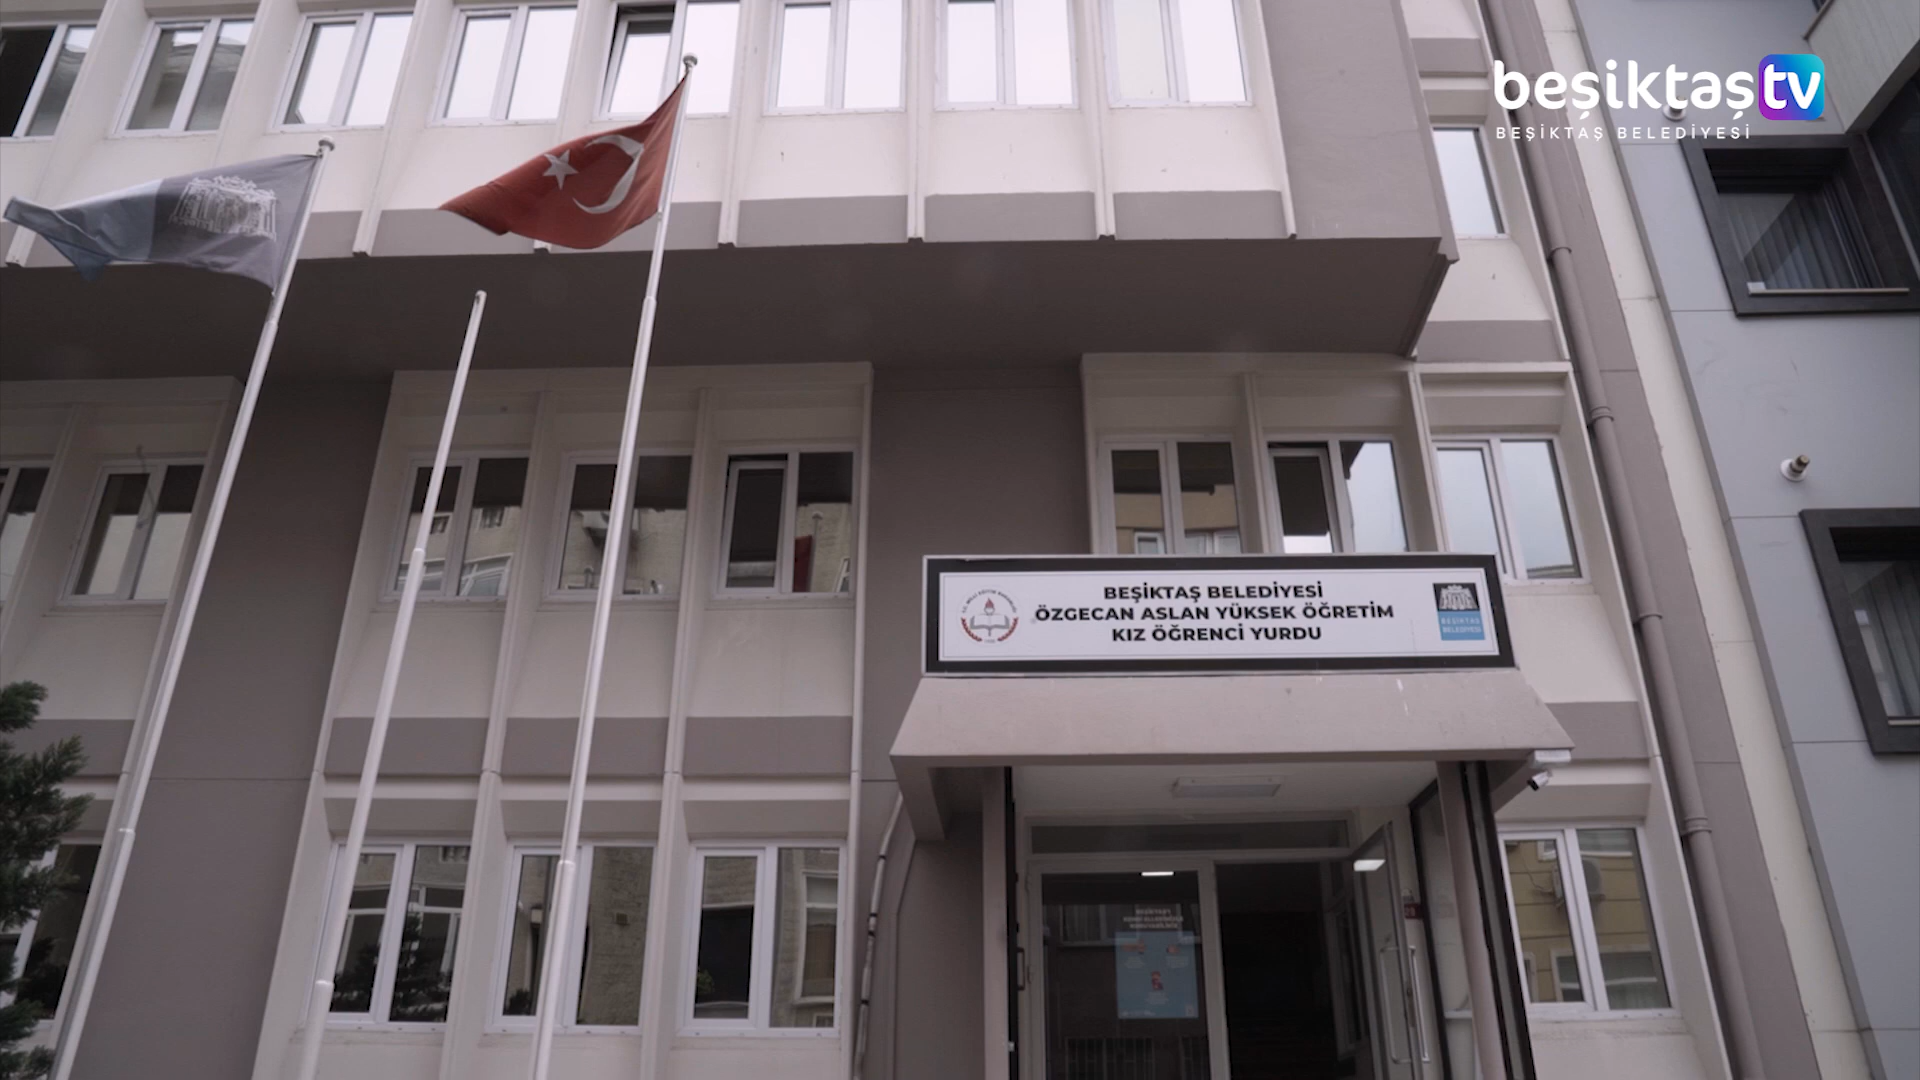 beşiktaştv
BEŞİKTAŞ BELEDİYESİ
BEŞİKTAŞ BELEDİYESİ
ÖZGECAN ASLAN YÜKSEK ÖĞRETİM
KIZ ÖĞRENCİ YURDU
BEŞİKTAŞ
BELEDİYESİ